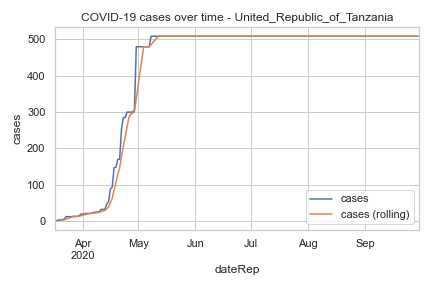 COVID-19 cases over time - United_Republic_of_Tanzania
500
400
300
200
100
0
cases
Apr
2020
May
Jun
Jul
Aug
Sep
dateRep
cases
cases (rolling)